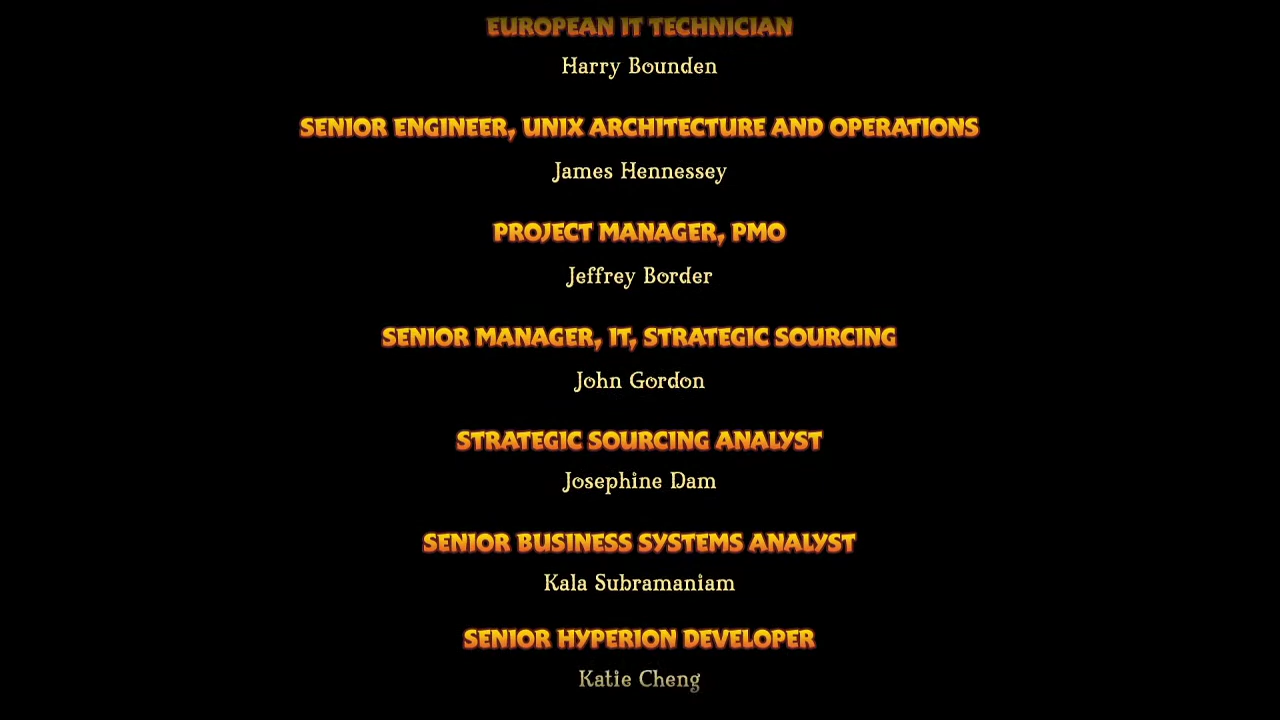 EUROPEAN IT TECHNICIAN
Harry Bounden
SENIOR ENGINEER, UNIX ARCHITECTURE AND OPERATIONS
James Hennessey
PROJECT MANAGER, PMO
Jeffrey Border
SENIOR MANAGER, IT, STRATEGIC SOURCING
John Gordon
STRATEGIC SOURCING ANALYST
Josephine Dam
SENIOR BUSINESS SYSTEMS ANALYST
Kala Subramaniam
SENIOR HYPERION DEVELOPER
Katie Cheng